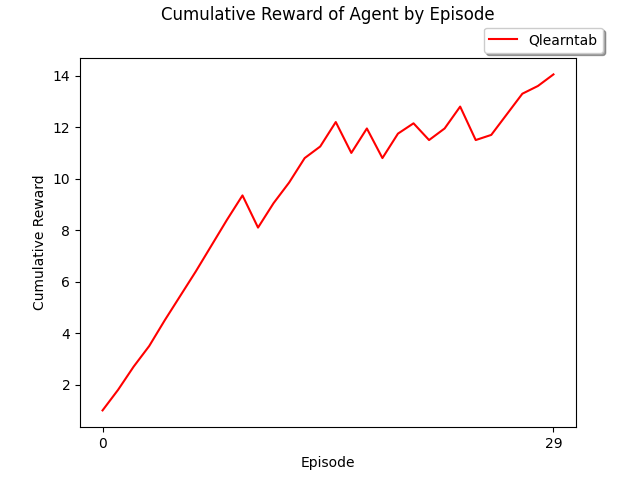 Cumulative Reward of Agent by Episode
Qlearntab
14
12
10
8
6
4
2
Cumulative Reward
0
29
Episode